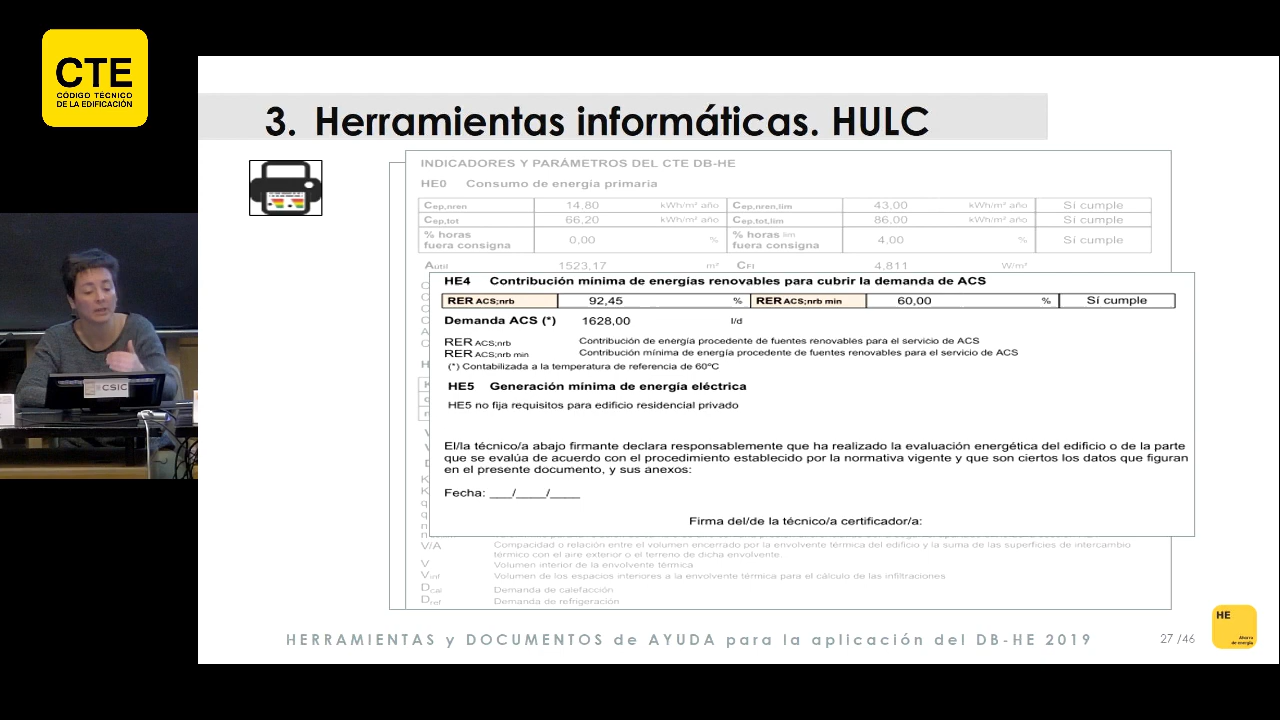 CTE
CÓDIGO TÉCNICO
DE LA EDIFICACIÓN
3. Herramientas informáticas. HULC
INDICADORES Y PARÁMETROS DEL CTE DB-HE
HE0 Consumo de energía primaria
Cep,nren 14,80 kWh/m² año Cep,nren,lim 43,00 kWh/m² año Sí cumple
Cep,tot 66,20 kWh/m² año Cep,tot,lim 86,00 kWh/m² año Sí cumple
% horas fuera consigna 0,00 % % horas lim fuera consigna 4,00 % Sí cumple
Aútil 1523,17 m² CFI 4,811 W/m²
HE4 Contribución mínima de energías renovables para cubrir la demanda de ACS
RER ACS;nrb 92,45 % RER ACS;nrb min 60,00 % Sí cumple
Demanda ACS (*) 1628,00 l/d
RER ACS;nrb Contribución de energía procedente de fuentes renovables para el servicio de ACS
RER ACS;nrb min Contribución mínima de energía procedente de fuentes renovables para el servicio de ACS
(*) Contabilizada a la temperatura de referencia de 60ºC
HE5 Generación mínima de energía eléctrica
HE5 no fija requisitos para edificio residencial privado
El/la técnico/a abajo firmante declara responsablemente que ha realizado la evaluación energética del edificio o de la parte
que se evalúa de acuerdo con el procedimiento establecido por la normativa vigente y que son ciertos los datos que figuran
en el presente documento, y sus anexos:
Fecha: ___/____/____
Firma del/de la técnico/a certificador/a:
V/A Compacidad o relación entre el volumen encerrado por la envolvente térmica del edificio y la suma de las superficies de intercambio
térmico con el aire exterior o el terreno de dicha envolvente
V Volumen interior de la envolvente térmica
Vinf Volumen de los espacios interiores a la envolvente térmica para el cálculo de las infiltraciones
Dcal Demanda de calefacción
Dref Demanda de refrigeración
CSIC
HERRAMIENTAS y DOCUMENTOS de AYUDA para la aplicación del DB-HE 2019
27 /46
HE
Ahorro
de energía